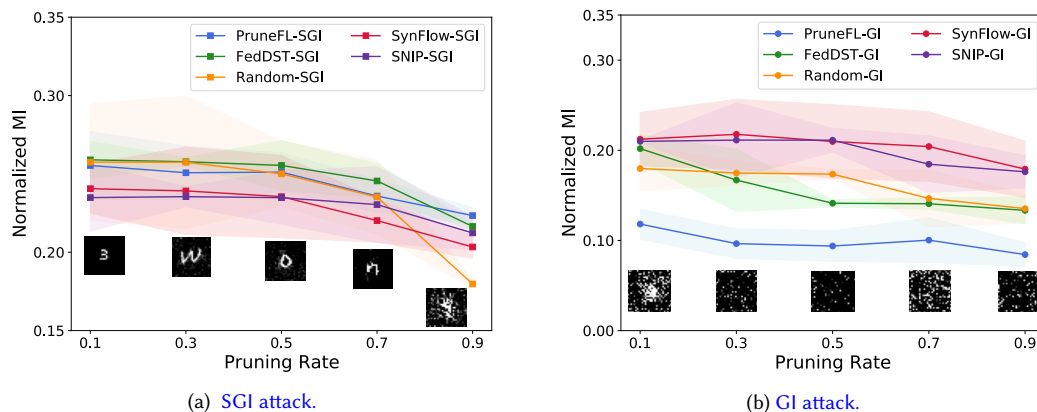 0.35
0.30
0.25
0.20
0.15
Normalized MI
PruneFL-SGI
FedDST-SGI
Random-SGI
SynFlow-SGI
SNIP-SGI
0.1 0.3 0.5 0.7 0.9
Pruning Rate
(a) SGI attack.
0.35
0.30
0.20
0.10
0.00
Normalized MI
PruneFL-GI
FedDST-GI
Random-GI
SynFlow-GI
SNIP-GI
0.1 0.3 0.5 0.7 0.9
Pruning Rate
(b) GI attack.